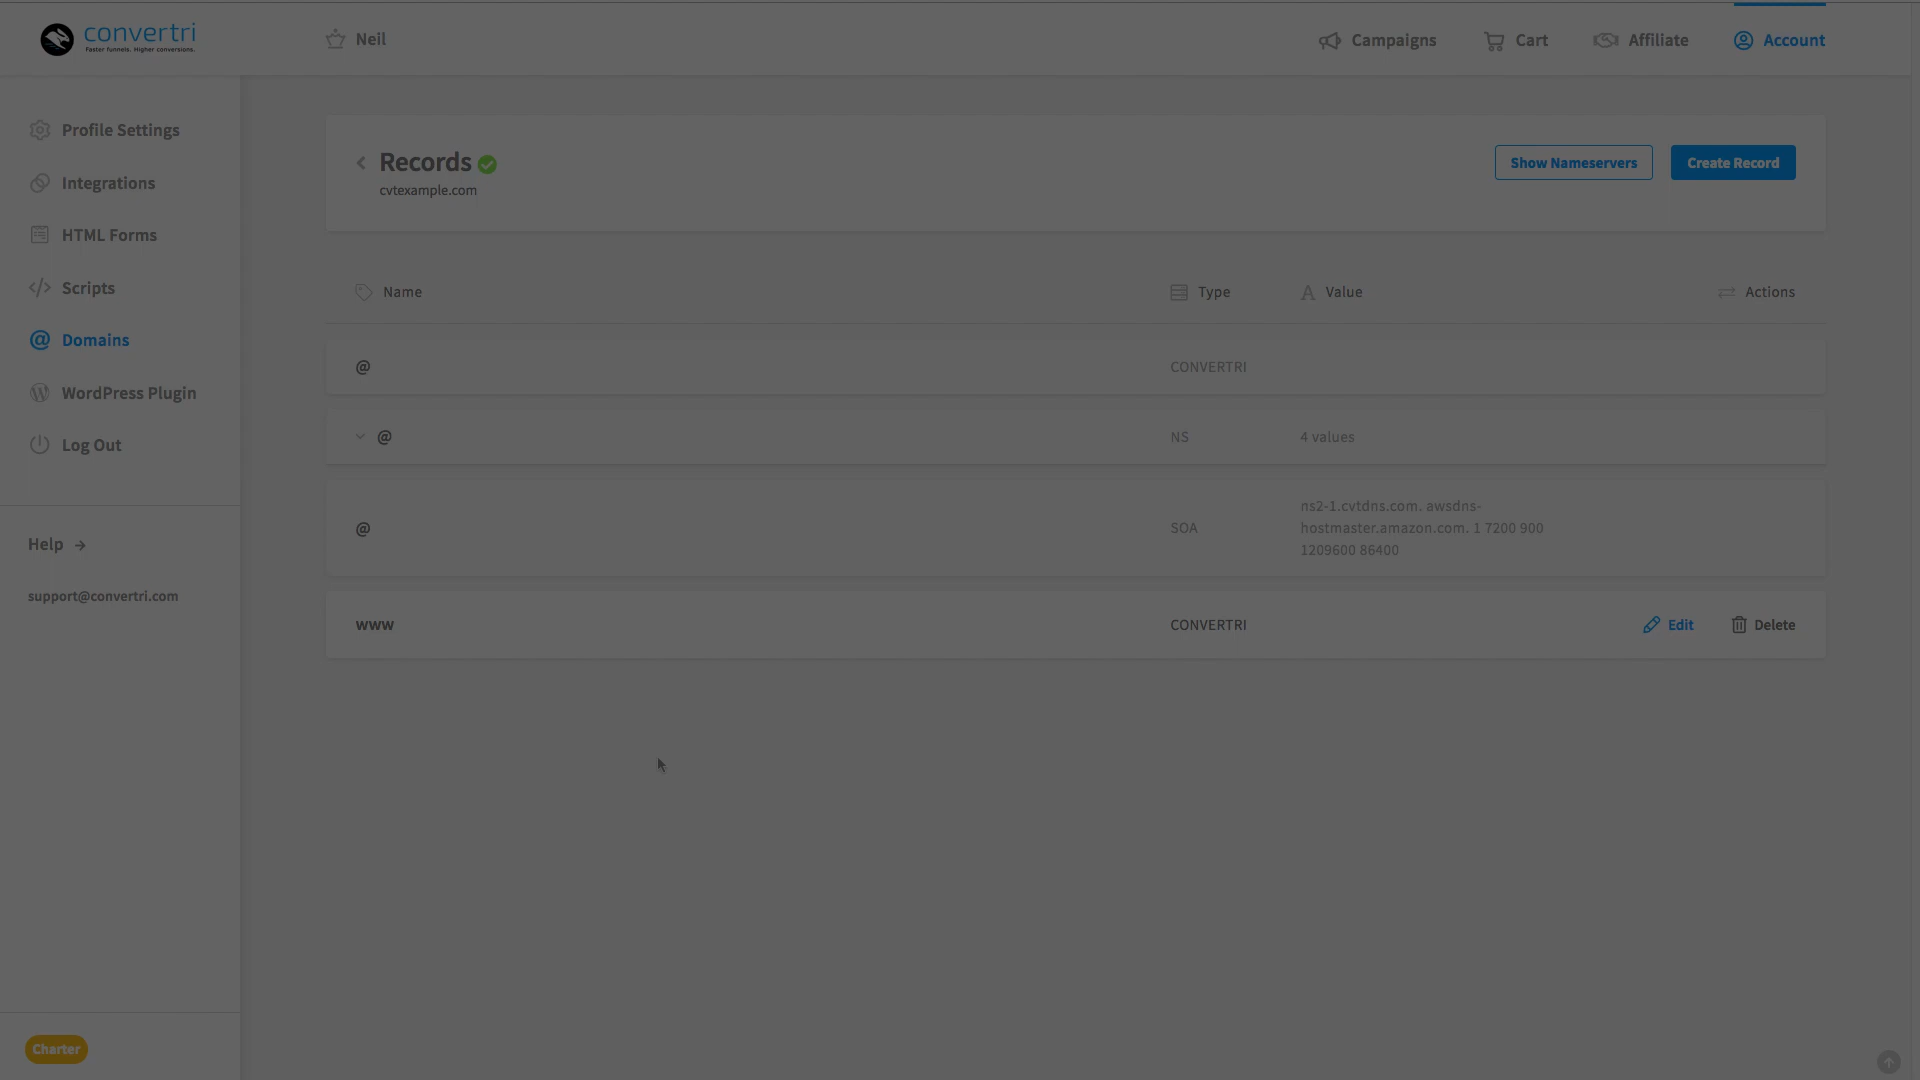 convertri
Faster funnels. Higher conversions.
Neil
Campaigns
Cart
Affiliate
Account
Profile Settings
Integrations
HTML Forms
Scripts
Domains
WordPress Plugin
Log Out
Help
support@convertri.com
Charter
Records
cvtexample.com
Show Nameservers
Create Record
Name
Type
Value
Actions
@
CONVERTRI
@
NS
4 values
@
SOA
ns2-1.cvtdns.com. awsdns-
hostmaster.amazon.com. 1 7200 900
1209600 86400
www
CONVERTRI
Edit
Delete